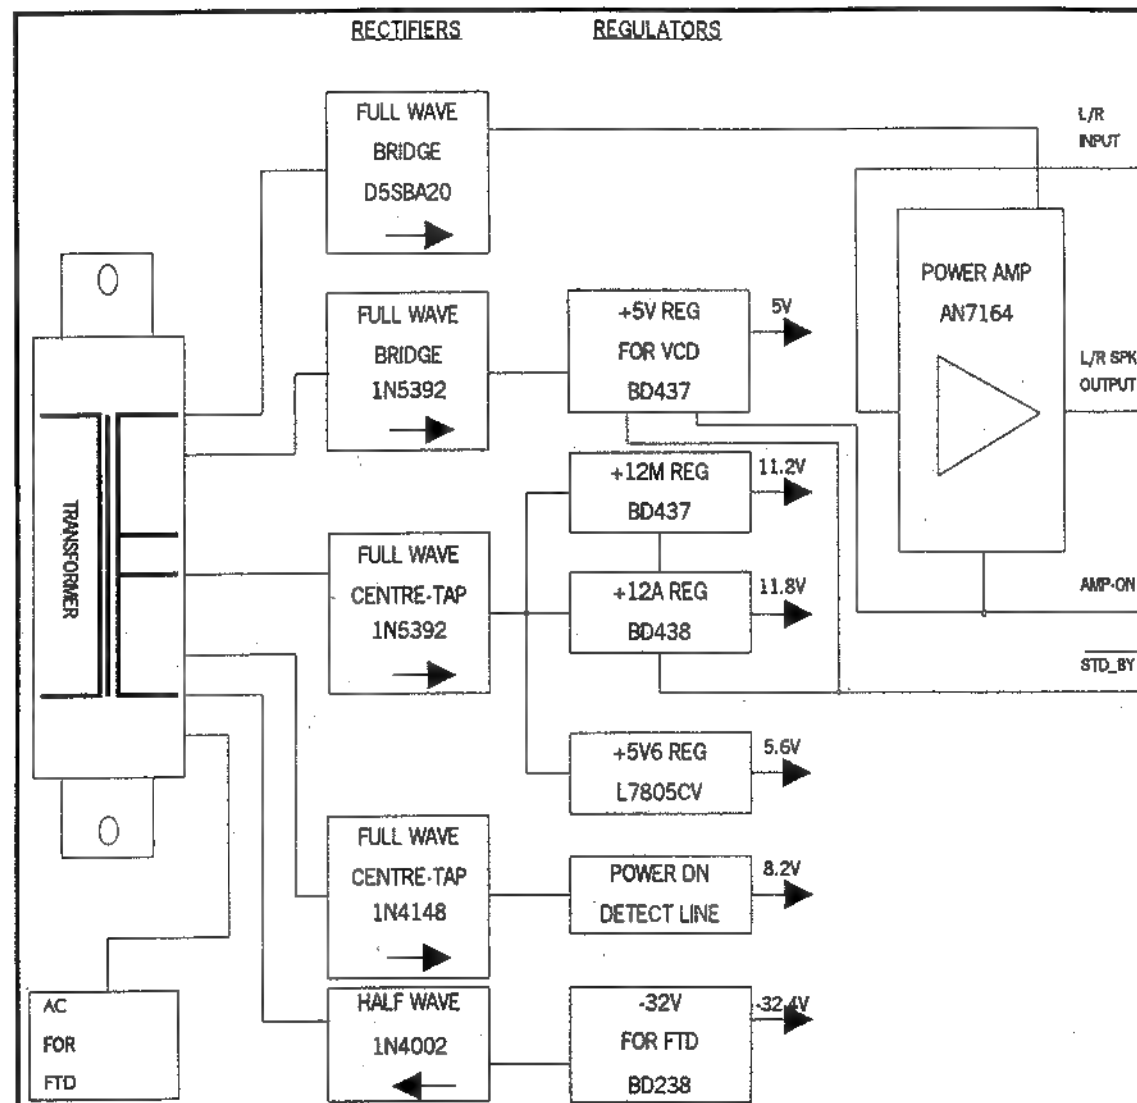 RECTIFIERS
REGULATORS
FULL WAVE
BRIDGE
D5SBA20
L/R
INPUT
POWER AMP
AN7164
L/R SPK
OUTPUT
FULL WAVE
BRIDGE
1N5392
+5V REG
FOR VCD
BD437
5V
+12M REG
BD437
11.2V
TRANSFORMER
FULL WAVE
CENTRE-TAP
1N5392
+12A REG
BD438
11.8V
AMP-ON
STD_BY
+5V6 REG
L7805CV
5.6V
FULL WAVE
CENTRE-TAP
1N4148
POWER DN
DETECT LINE
8.2V
AC
FOR
FTD
HALF WAVE
1N4002
-32V
FOR FTD
BD238
-32.4V